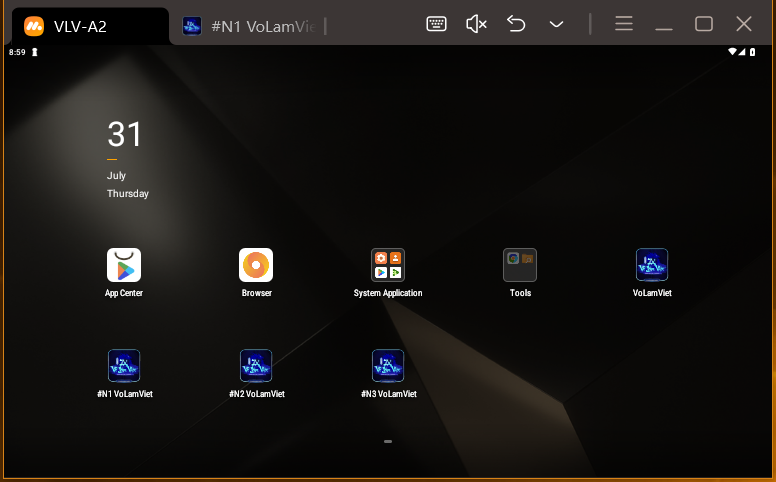 VLV-A2
#N1 VoLamVie
8:59
31
July
Thursday
App Center
Browser
System Application
Tools
VoLamViet
#N1 VoLamViet
#N2 VoLamViet
#N3 VoLamViet